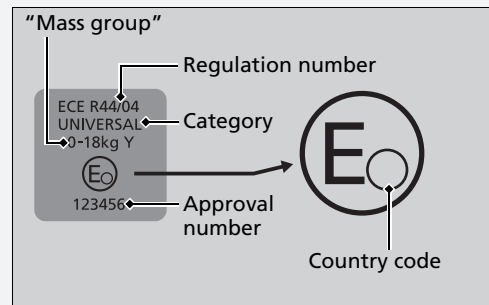 "Mass group"
Regulation number
ECE R44/04
UNIVERSAL
Category
0-18kg Y
E
E
123456
Approval
number
Country code